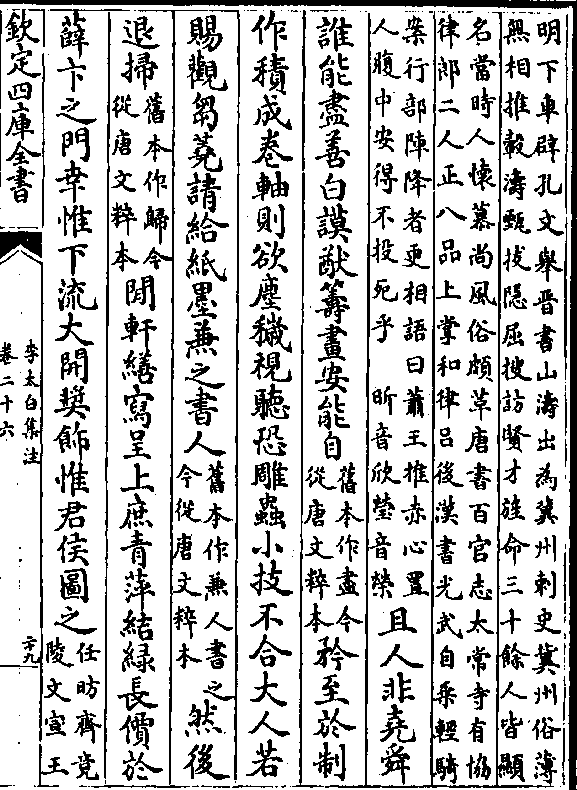 明下車辟孔文舉晉書山濤出為冀州刺史冀州俗薄
無相推轂濤甄拔隱屈搜訪賢才旌命三十餘人皆顯
名當時人懷慕尚風俗頗革唐書百官志太常寺有協
律郎二人正八品上掌和律呂後漢書光武自乘輕騎
案行部陣降者更相語曰蕭王推赤心置
人腹中安得不投死乎 昕音欣瑩音榮
且人非堯舜
誰能盡善白謨猷籌畫安能自
舊本作盡今
從唐文粹本
矜至於制
作積成卷軸則欲塵穢視聽恐雕蟲小技不合大人若
賜觀芻蕘請給紙墨兼之書人
舊本作兼人書之
今從唐文粹本
然後
退掃
舊本作歸今
從唐文粹本
閒軒繕寫呈上庶青萍結綠長價於
薛卞之門幸惟下流大開奬飾惟君侯圖之
任昉齊竟
陵文宣王
欽定四庫全書
李太白集注
卷二十六
二十九